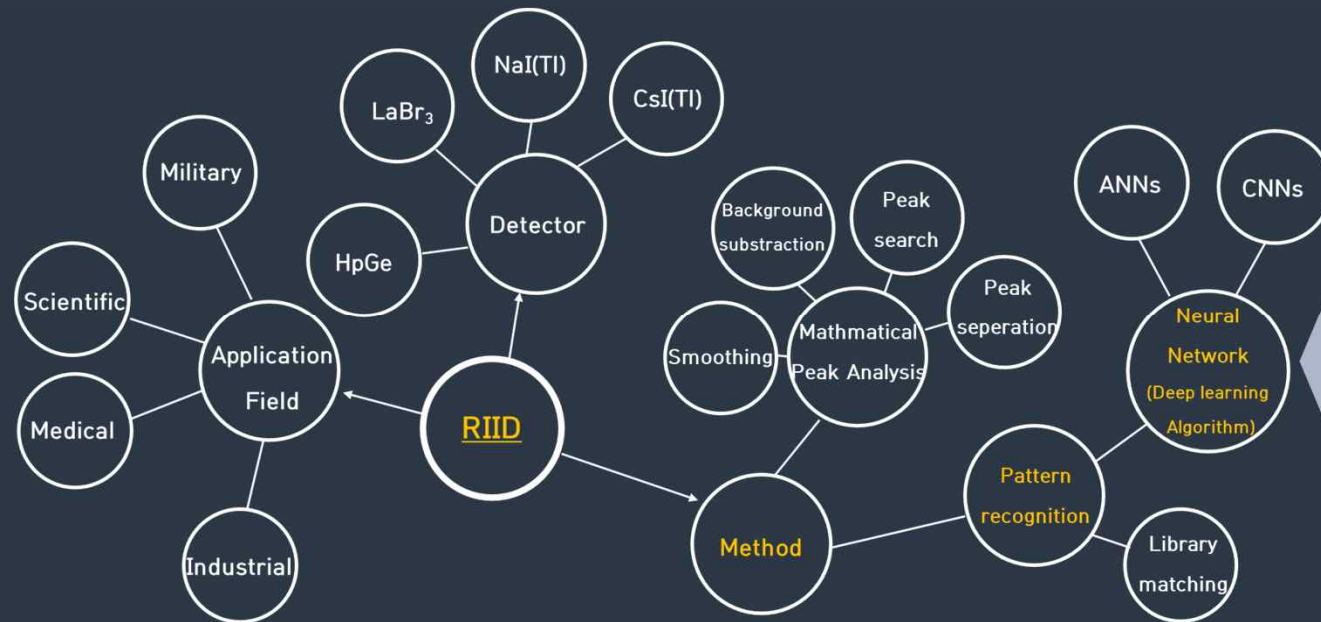 NaI(Tl)
LaBr3
CsI(Tl)
Military
Detector
HpGe
Scientific
Application
Field
Medical
Industrial
RIID
Background
substraction
Peak
search
Peak
seperation
Smoothing
Mathmatical
Peak Analysis
ANNs
CNNs
Neural
Network
(Deep learning
Algorithm)
Pattern
recognition
Method
Library
matching